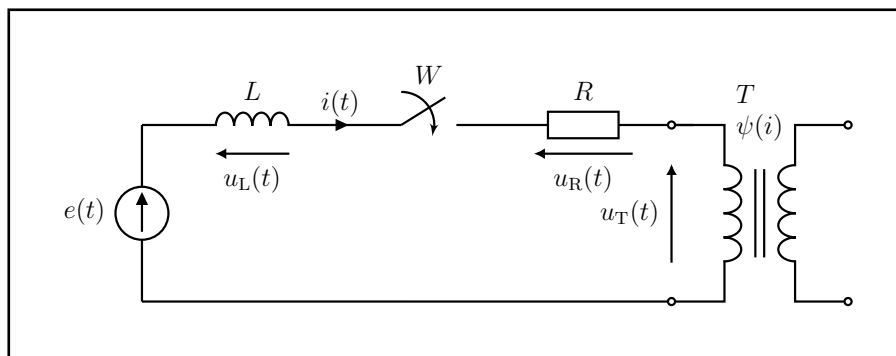 L
i(t)
W
R
T
ψ(i)
u_L(t)
u_R(t)
e(t)
u_T(t)